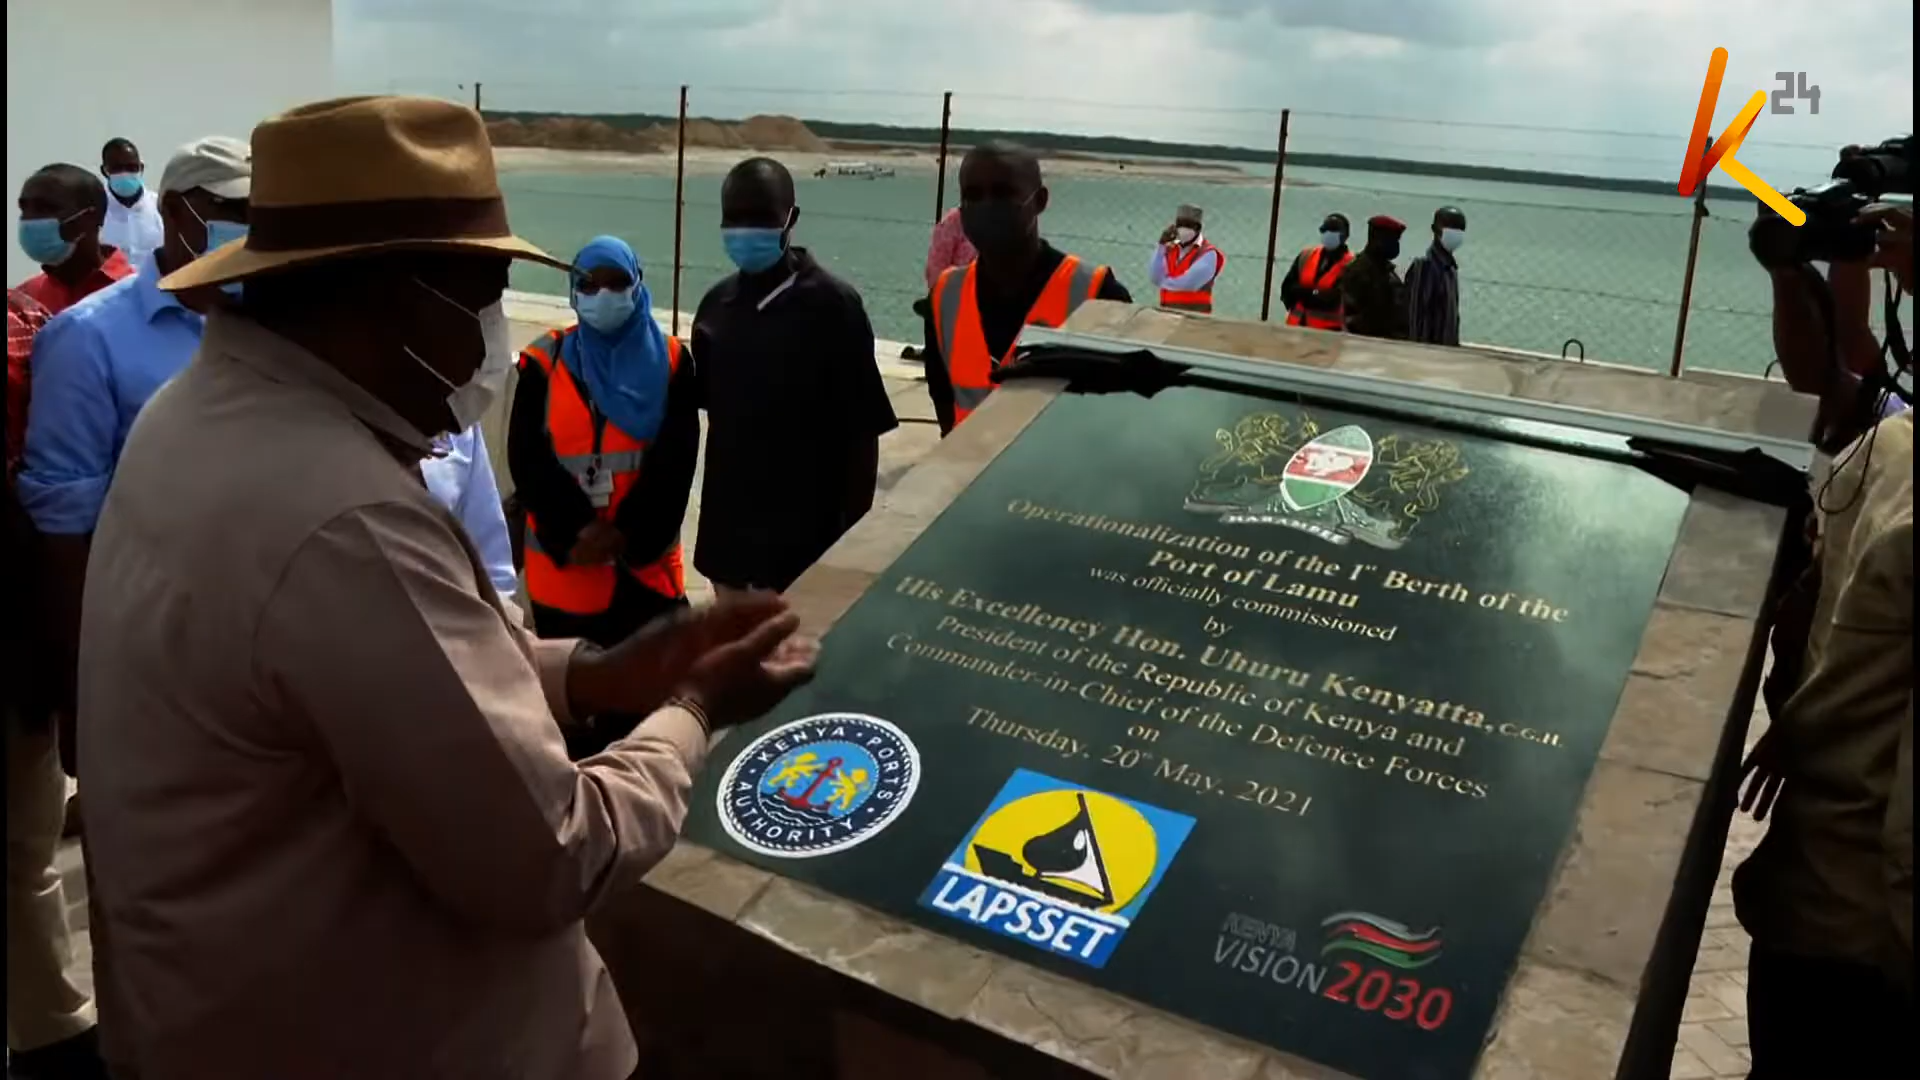 K24
HARAMBEE
Operationalization of the 1st Berth of the
Port of Lamu
was officially commissioned
by
His Excellency Hon. Uhuru Kenyatta, C.G.H.
President of the Republic of Kenya and
Commander-in-Chief of the Defence Forces
on
Thursday, 20th May, 2021
KENYA PORTS AUTHORITY
LAPSSET
KENYA
VISION 2030